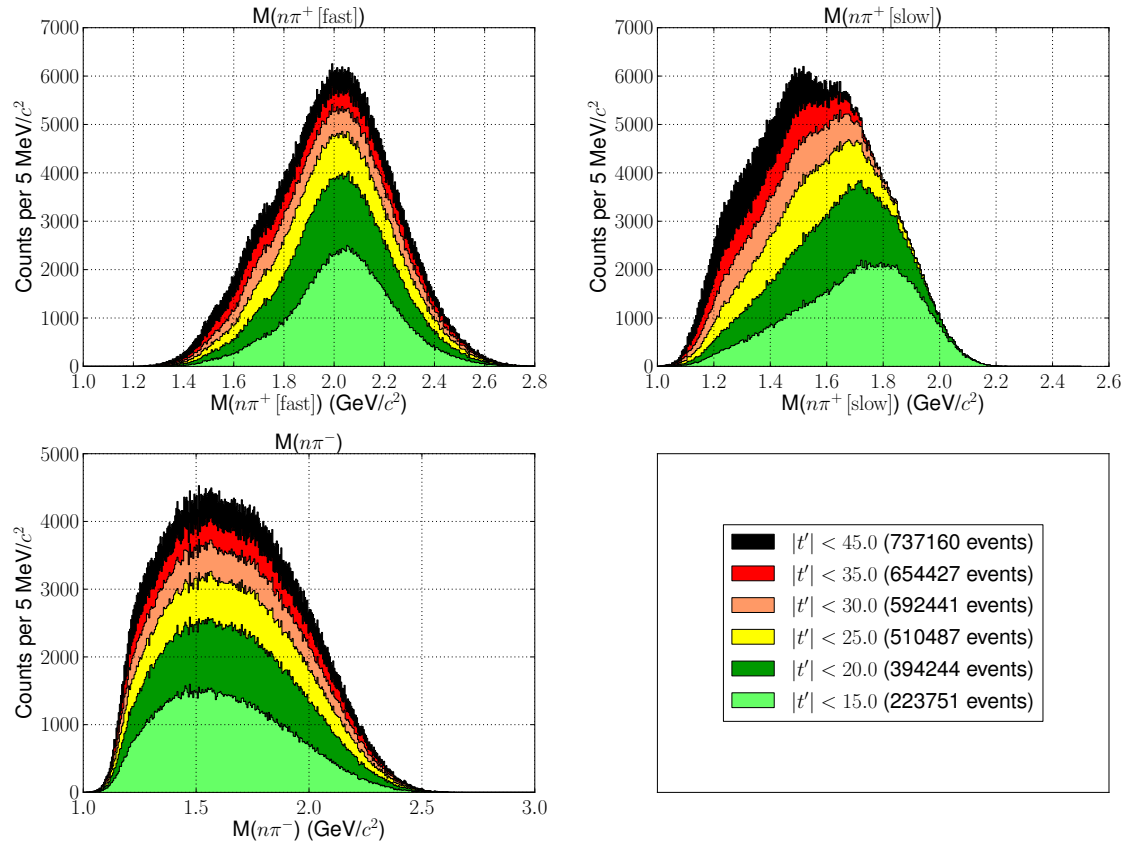 M(nπ⁺[fast])
7000
6000
5000
4000
3000
2000
1000
0
Counts per 5 MeV/c²
1.0 1.2 1.4 1.6 1.8 2.0 2.2 2.4 2.6 2.8
M(nπ⁺[fast]) (GeV/c²)
M(nπ⁺[slow])
7000
6000
5000
4000
3000
2000
1000
0
Counts per 5 MeV/c²
1.0 1.2 1.4 1.6 1.8 2.0 2.2 2.4 2.6
M(nπ⁺[slow]) (GeV/c²)
M(nπ⁻)
5000
4000
3000
2000
1000
0
Counts per 5 MeV/c²
1.0 1.5 2.0 2.5 3.0
M(nπ⁻) (GeV/c²)
|t′| < 45.0 (737160 events)
|t′| < 35.0 (654427 events)
|t′| < 30.0 (592441 events)
|t′| < 25.0 (510487 events)
|t′| < 20.0 (394244 events)
|t′| < 15.0 (223751 events)